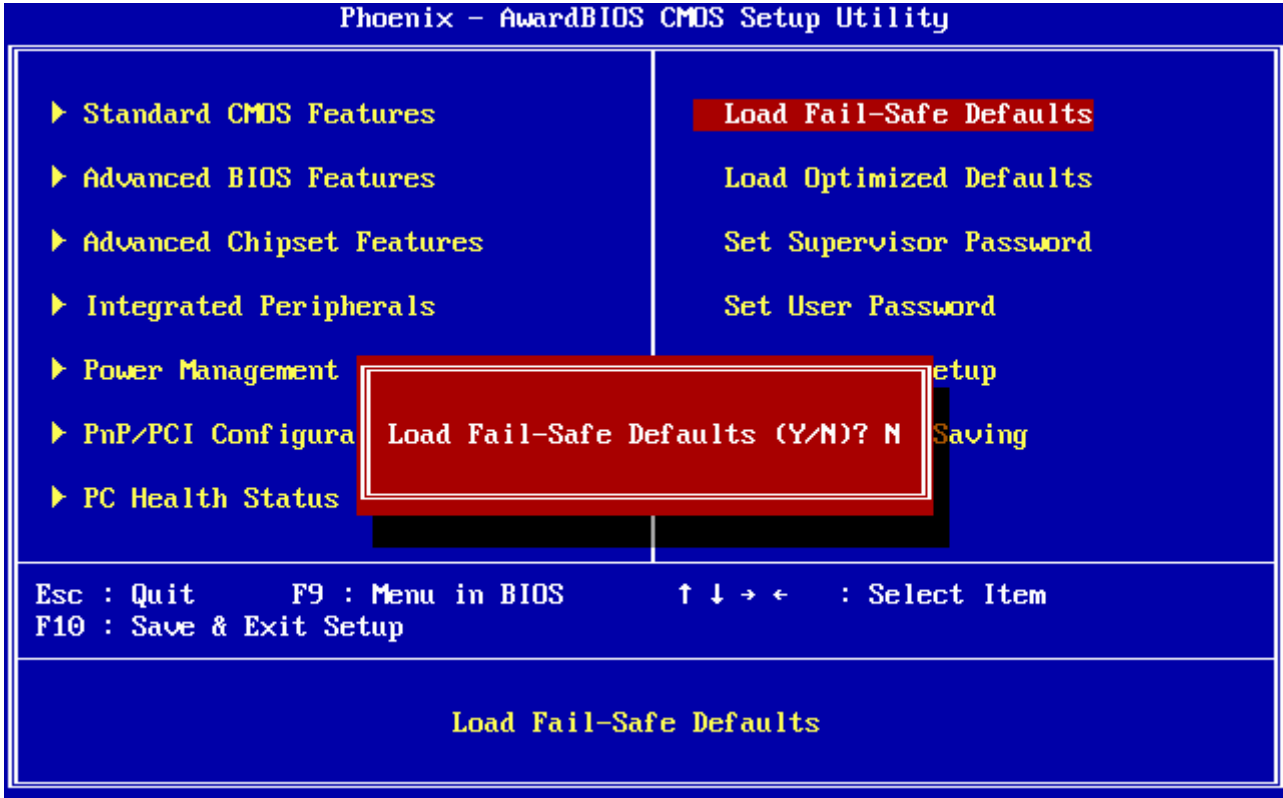 Phoenix - AwardBIOS CMOS Setup Utility
Standard CMOS Features
Advanced BIOS Features
Advanced Chipset Features
Integrated Peripherals
Power Management
PnP/PCI Configura
PC Health Status
Load Fail-Safe Defaults
Load Optimized Defaults
Set Supervisor Password
Set User Password
etup
Saving
Load Fail-Safe Defaults (Y/N)? N
Esc : Quit F9 : Menu in BIOS ↑ ↓ → ← : Select Item
F10 : Save & Exit Setup
Load Fail-Safe Defaults